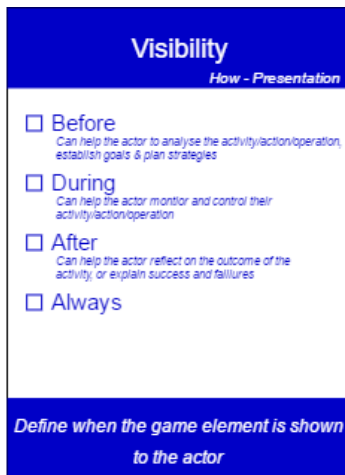 Visibility
How - Presentation
Before
Can help the actor to analyse the activity/action/operation,
establish goals & plan strategies
During
Can help the actor montior and control their
activity/action/operation
After
Can help the actor reflect on the outcome of the
activity, or explain success and failiures
Always
Define when the game element is shown
to the actor